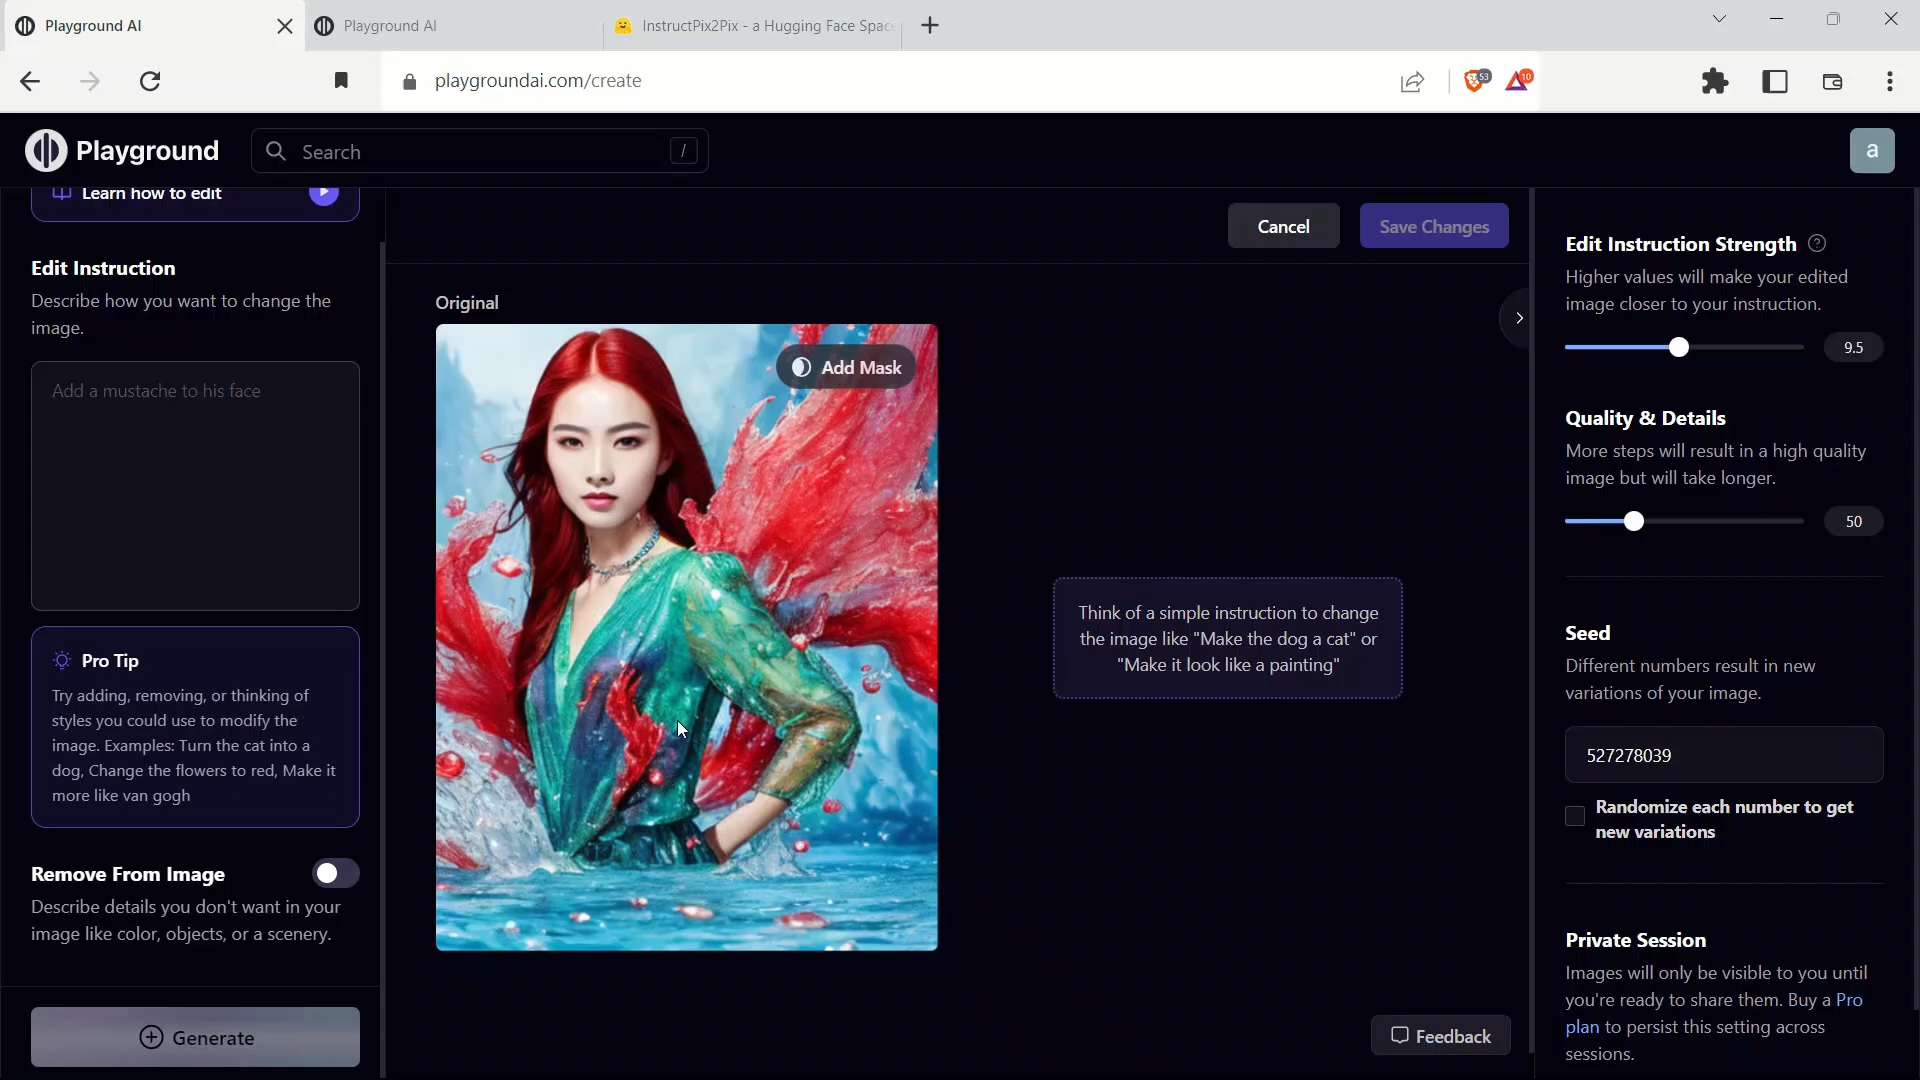 Playground AI
Playground AI
InstructPix2Pix - a Hugging Face Space
playgroundai.com/create
53
10
Playground
Search
/
a
Learn how to edit
Edit Instruction
Describe how you want to change the
image.
Add a mustache to his face
Pro Tip
Try adding, removing, or thinking of
styles you could use to modify the
image. Examples: Turn the cat into a
dog, Change the flowers to red, Make it
more like van gogh
Remove From Image
Describe details you don't want in your
image like color, objects, or a scenery.
Generate
Cancel
Save Changes
Original
Add Mask
Think of a simple instruction to change
the image like "Make the dog a cat" or
"Make it look like a painting"
Feedback
Edit Instruction Strength
Higher values will make your edited
image closer to your instruction.
9.5
Quality & Details
More steps will result in a high quality
image but will take longer.
50
Seed
Different numbers result in new
variations of your image.
527278039
Randomize each number to get
new variations
Private Session
Images will only be visible to you until
you're ready to share them. Buy a Pro
plan to persist this setting across
sessions.